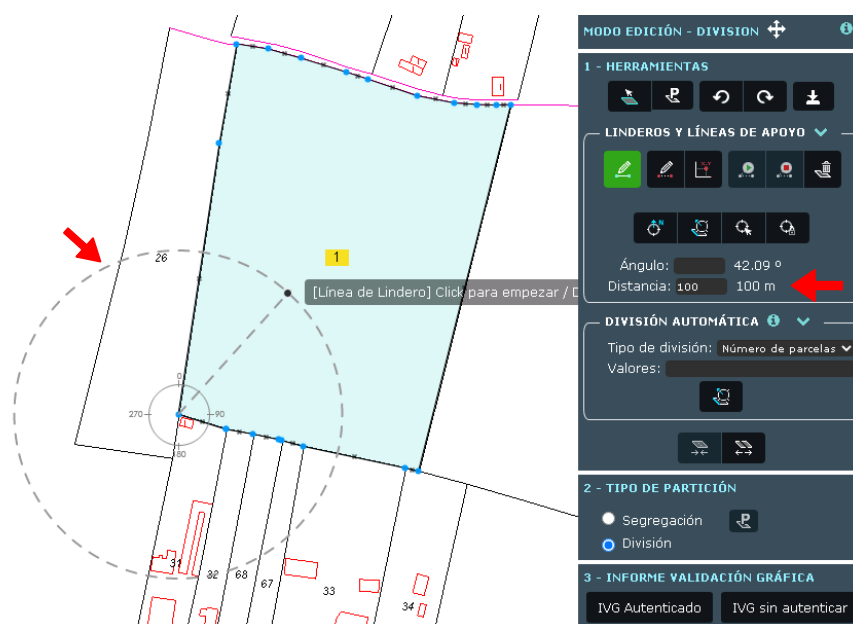 26
1
[Línea de Lindero] Click para empezar / D
0
270
90
180
31
32
68
67
33
34
MODO EDICIÓN - DIVISION
1 - HERRAMIENTAS
LINDEROS Y LÍNEAS DE APOYO
Ángulo: 42.09 º
Distancia: 100 100 m
DIVISIÓN AUTOMÁTICA
Tipo de división: Número de parcelas
Valores:
2 - TIPO DE PARTICIÓN
Segregación
División
3 - INFORME VALIDACIÓN GRÁFICA
IVG Autenticado IVG sin autenticar